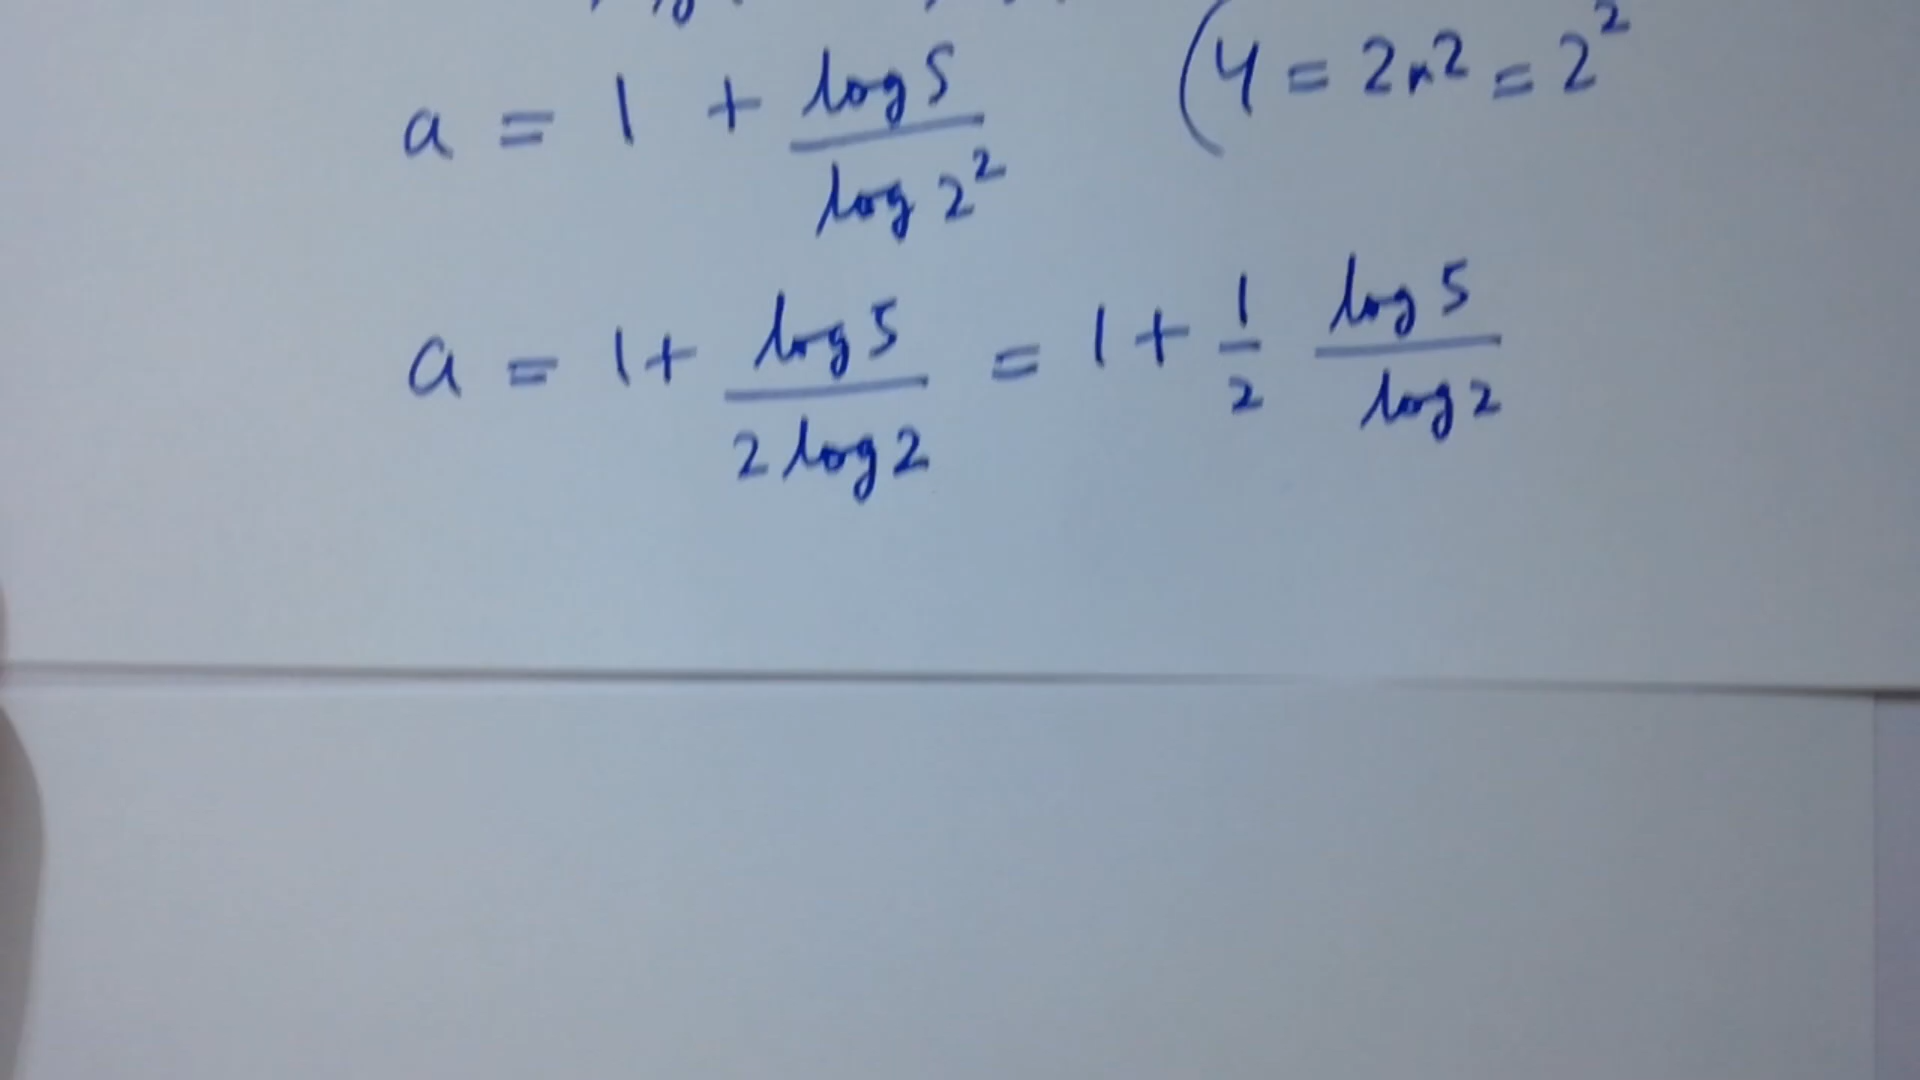 a = 1 + log 5 / log 2² (4 = 2×2 = 2²
a = 1 + log 5 / 2 log 2 = 1 + 1/2 log 5 / log 2